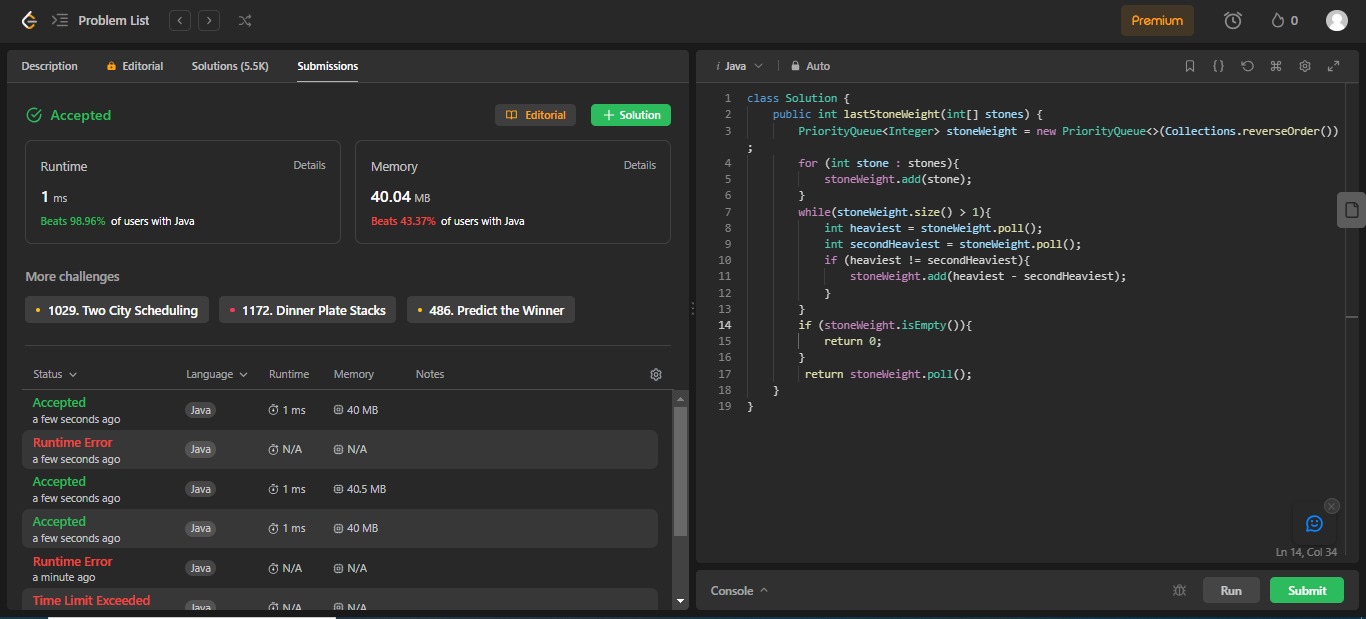 Problem List
Premium
0
Description
Editorial
Solutions (5.5K)
Submissions
Accepted
Editorial
+ Solution
Runtime
Details
1 ms
Beats 98.96% of users with Java
Memory
Details
40.04 MB
Beats 43.37% of users with Java
More challenges
1029. Two City Scheduling
1172. Dinner Plate Stacks
486. Predict the Winner
Status Language Runtime Memory Notes
Accepted
a few seconds ago
Java 1 ms 40 MB
Runtime Error
a few seconds ago
Java N/A N/A
Accepted
a few seconds ago
Java 1 ms 40.5 MB
Accepted
a few seconds ago
Java 1 ms 40 MB
Runtime Error
a minute ago
Java N/A N/A
Time Limit Exceeded
Java N/A N/A
i Java
Auto
1 class Solution {
2 public int lastStoneWeight(int[] stones) {
3 PriorityQueue<Integer> stoneWeight = new PriorityQueue<>(Collections.reverseOrder())
;
4 for (int stone : stones){
5 stoneWeight.add(stone);
6 }
7 while(stoneWeight.size() > 1){
8 int heaviest = stoneWeight.poll();
9 int secondHeaviest = stoneWeight.poll();
10 if (heaviest != secondHeaviest){
11 stoneWeight.add(heaviest - secondHeaviest);
12 }
13 }
14 if (stoneWeight.isEmpty()){
15 return 0;
16 }
17 return stoneWeight.poll();
18 }
19 }
Ln 14, Col 34
Console
Run
Submit